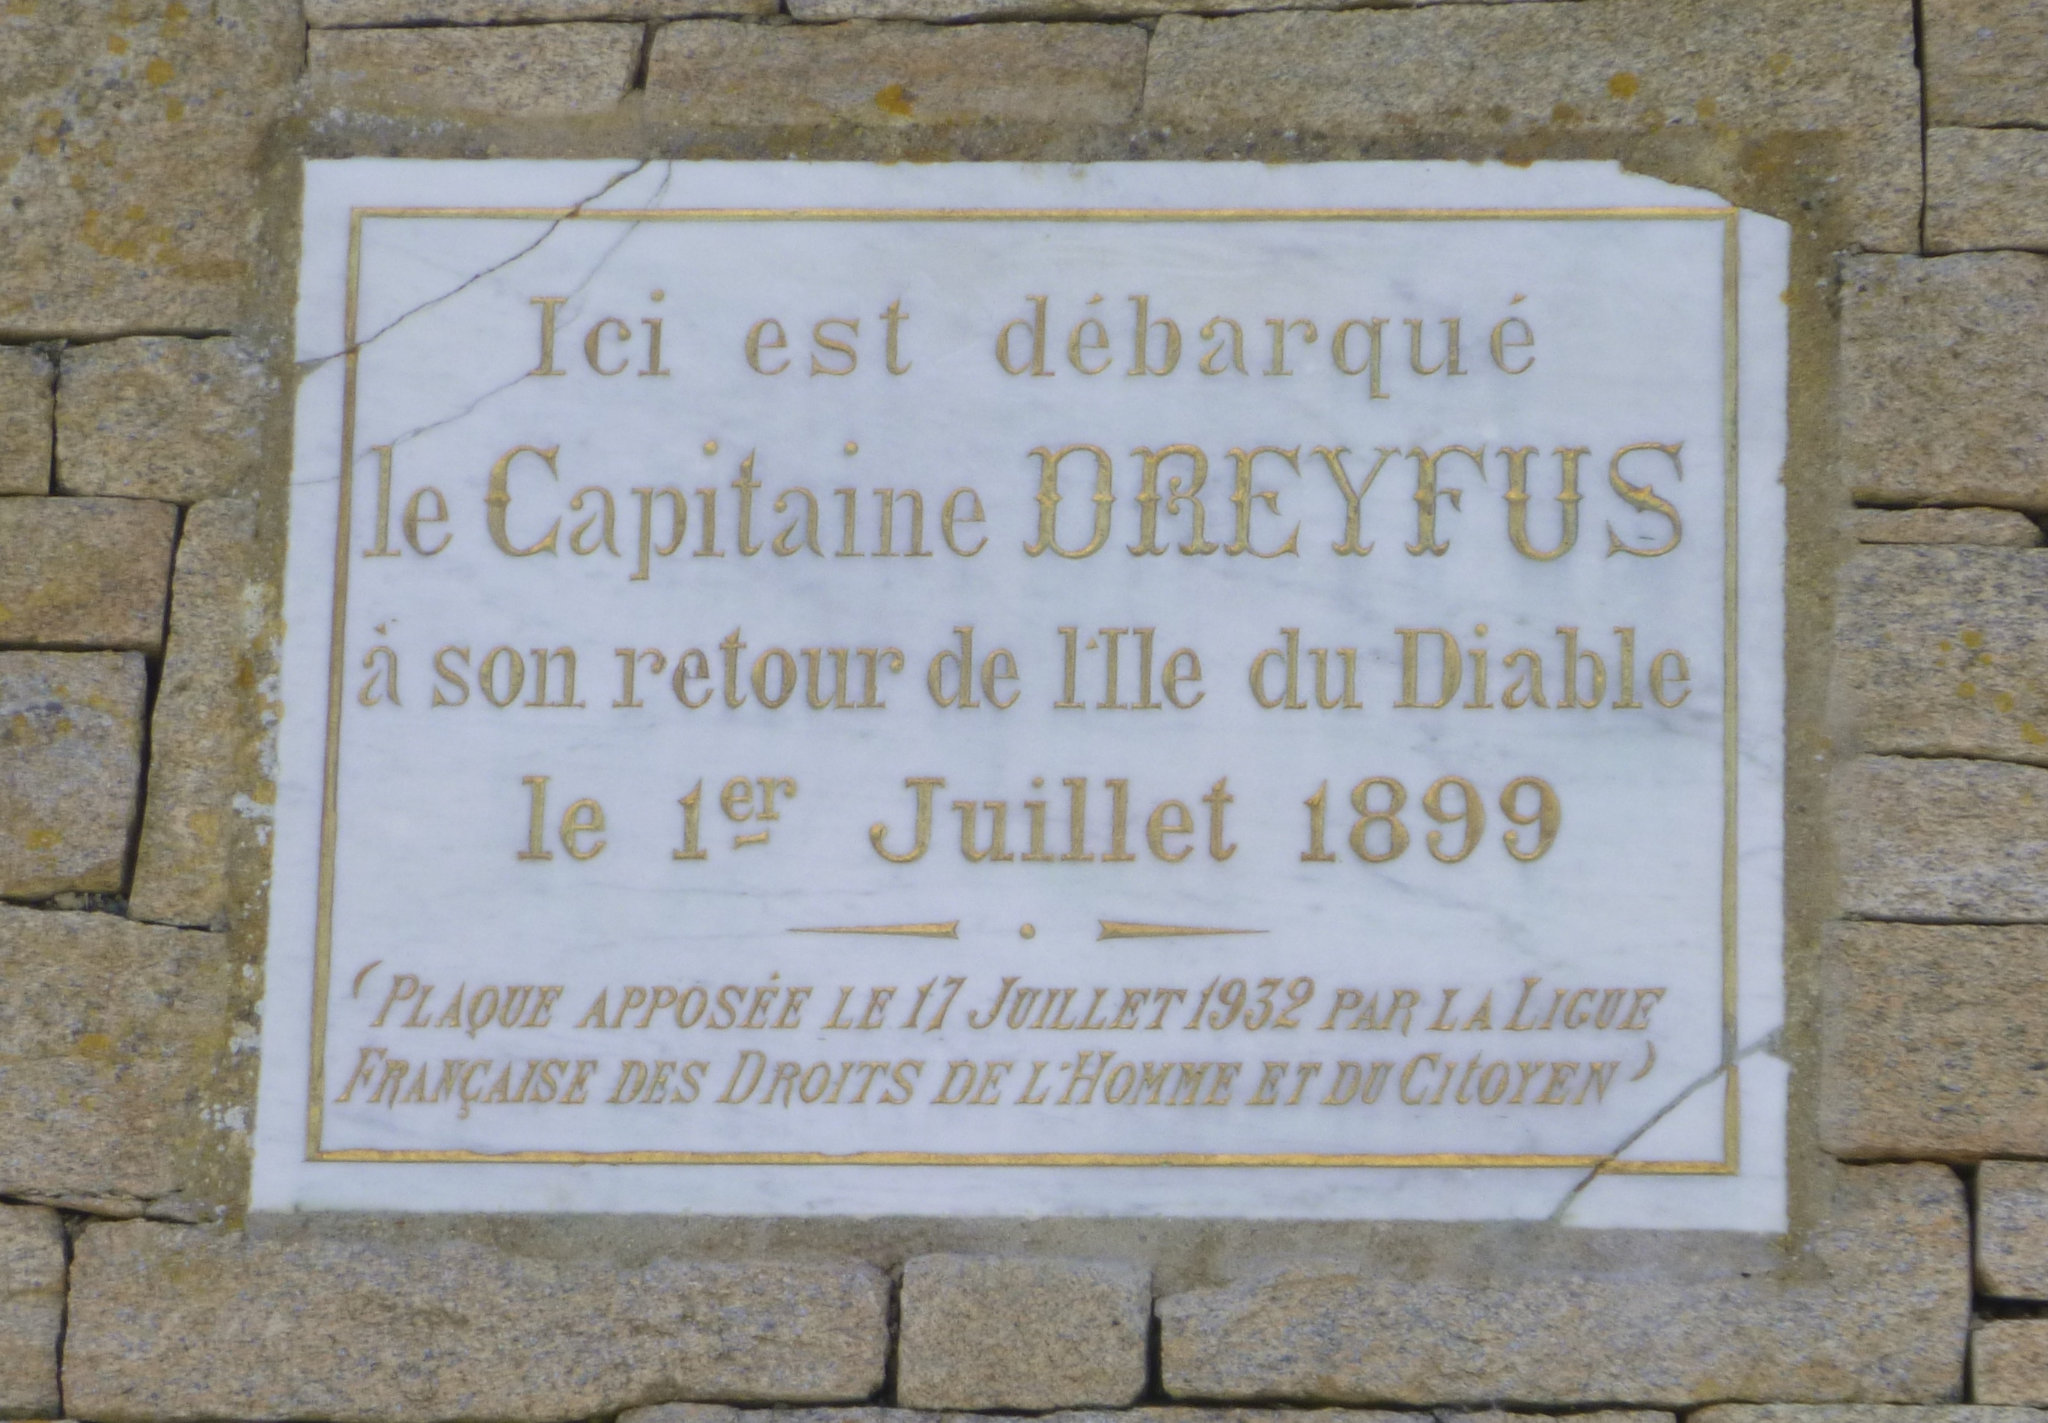 Ici est débarqué
le Capitaine DREYFUS
à son retour de l'Ile du Diable
le 1er Juillet 1899
(PLAQUE APPOSÉE LE 17 JUILLET 1932 PAR LA LIGUE
FRANÇAISE DES DROITS DE L'HOMME ET DU CITOYEN)